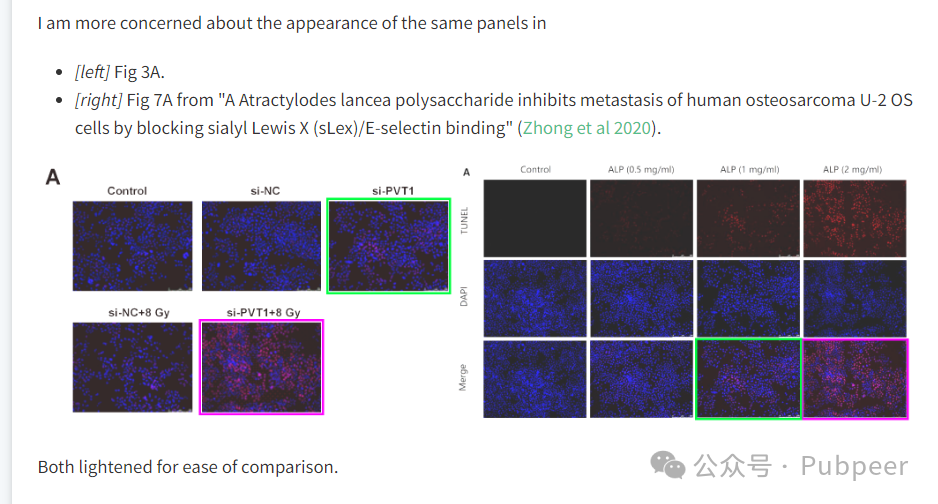 I am more concerned about the appearance of the same panels in
• [left] Fig 3A.
• [right] Fig 7A from "A Atractylodes lancea polysaccharide inhibits metastasis of human osteosarcoma U-2 OS
cells by blocking sialyl Lewis X (sLex)/E-selectin binding" (Zhong et al 2020).
A
Control si-NC si-PVT1
si-NC+8 Gy si-PVT1+8 Gy
A
Control ALP (0.5 mg/ml) ALP (1 mg/ml) ALP (2 mg/ml)
TUNEL
DAPI
Merge
Both lightened for ease of comparison.
公众号 · Pubpeer